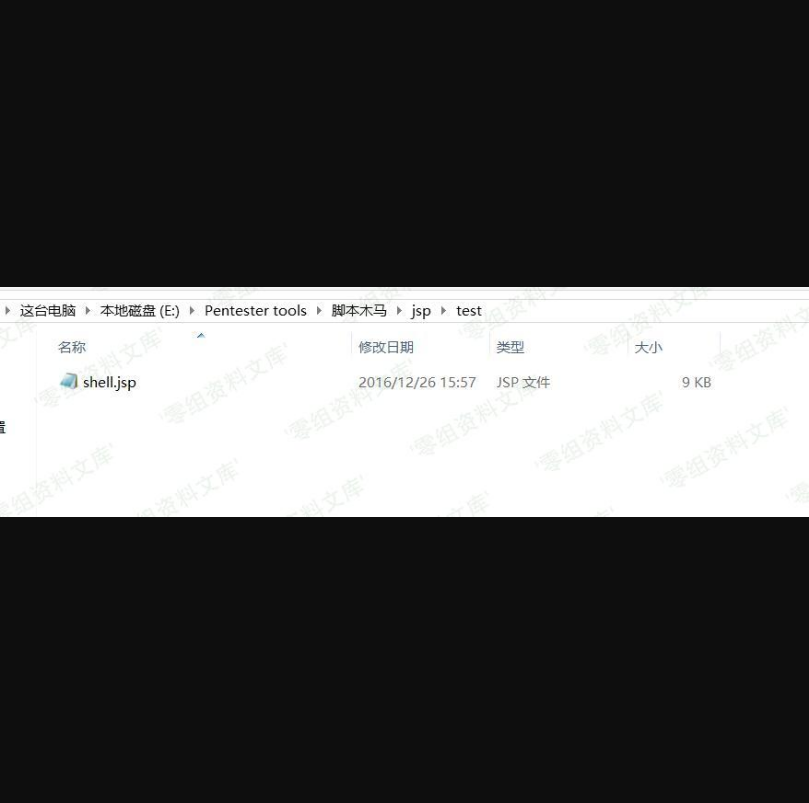 这台电脑 本地磁盘 (E:) Pentester tools 脚本木马 jsp test
名称 修改日期 类型 大小
shell.jsp 2016/12/26 15:57 JSP 文件 9 KB
'零组资料文库'